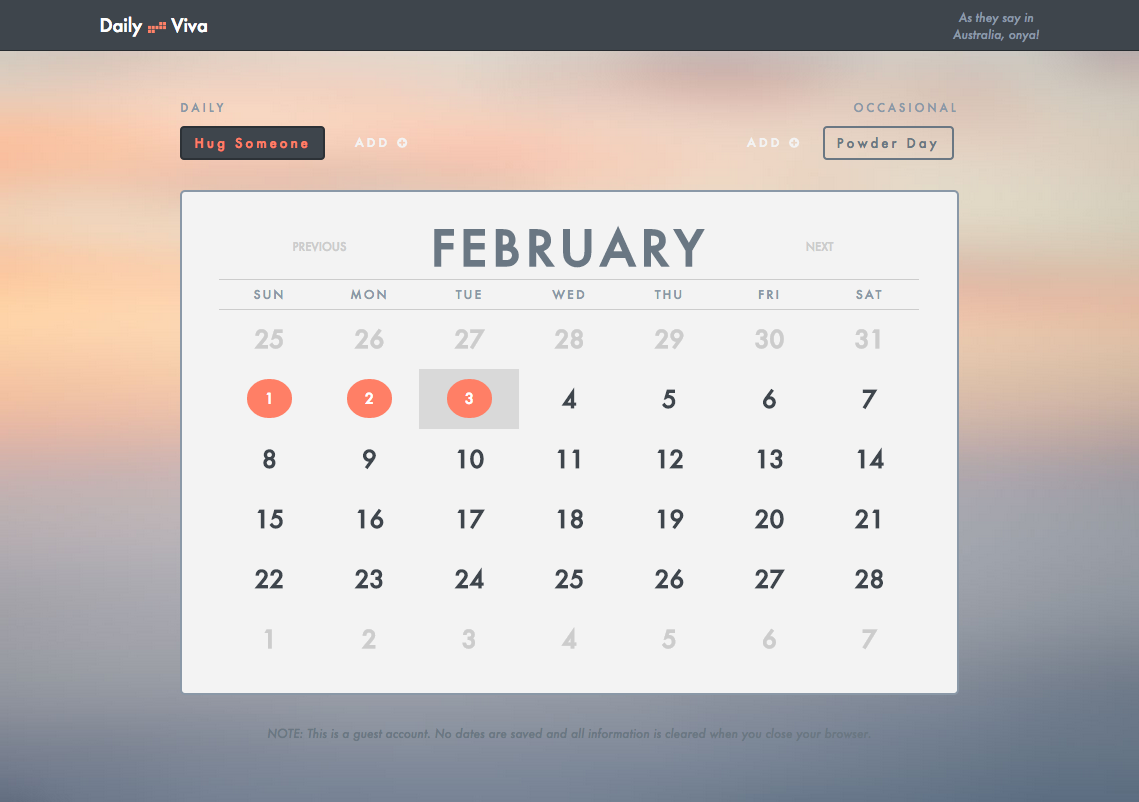 Daily Viva
As they say in
Australia, onya!
DAILY
OCCASIONAL
Hug Someone
ADD
ADD
Powder Day
PREVIOUS
FEBRUARY
NEXT
SUN MON TUE WED THU FRI SAT
25 26 27 28 29 30 31
1 2 3 4 5 6 7
8 9 10 11 12 13 14
15 16 17 18 19 20 21
22 23 24 25 26 27 28
1 2 3 4 5 6 7
NOTE: This is a guest account. No dates are saved and all information is cleared when you close your browser.